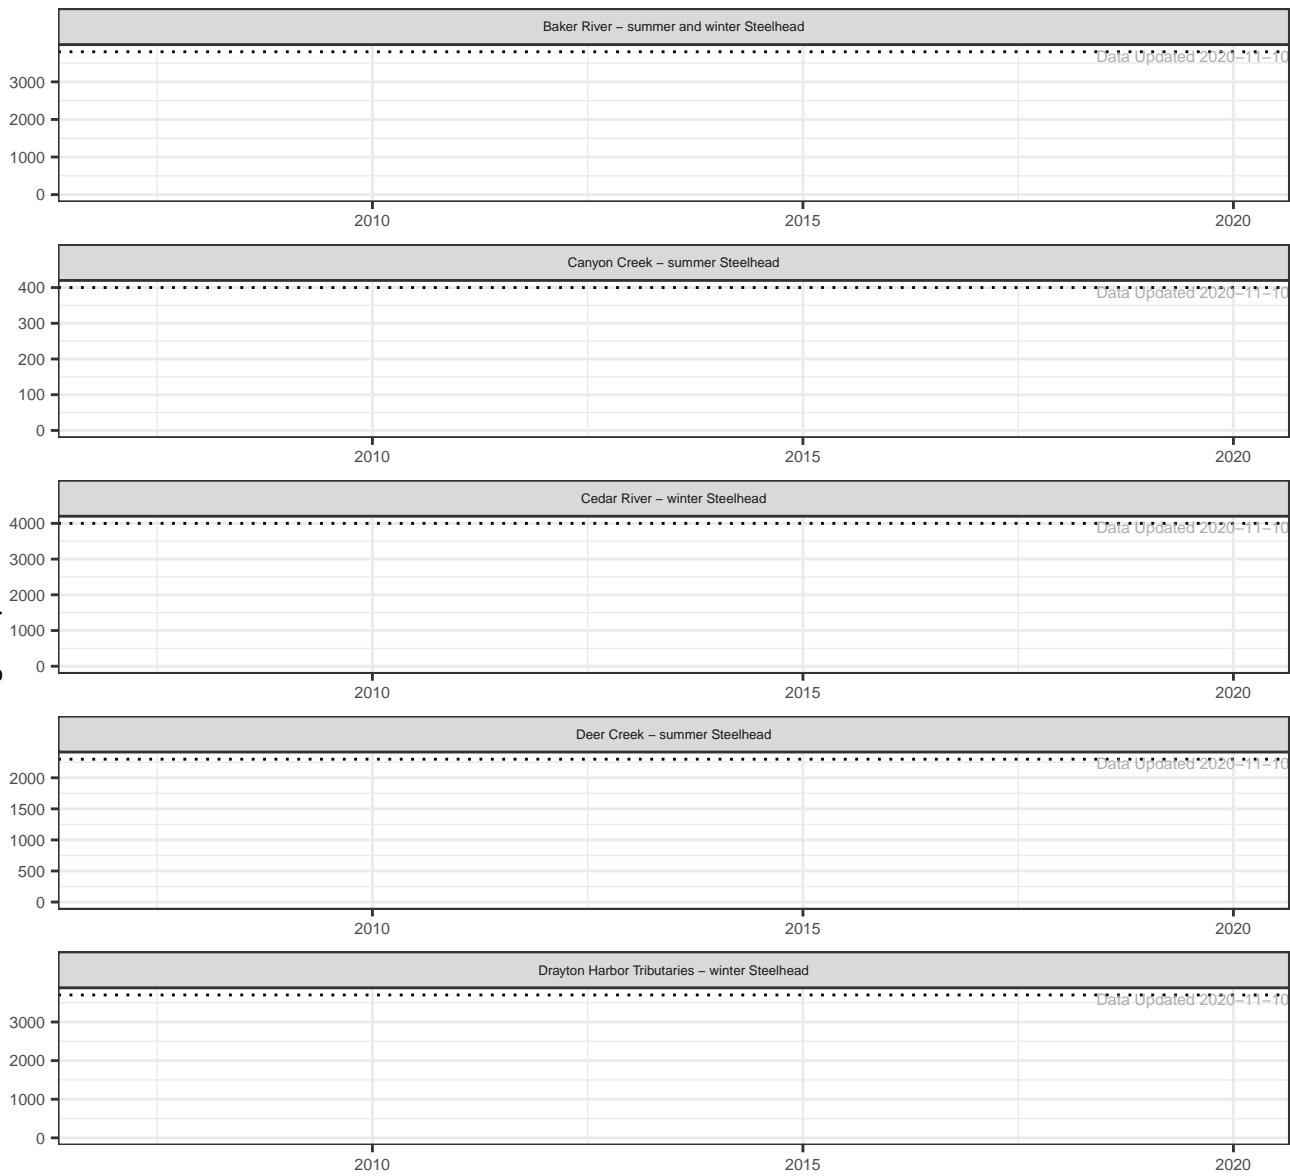 Baker River – summer and winter Steelhead
Data Updated 2020–11–10
3000
2000
1000
0
2010 2015 2020
Canyon Creek – summer Steelhead
400
Data Updated 2020–11–10
300
200
100
0
2010 2015 2020
Cedar River – winter Steelhead
4000
Data Updated 2020–11–10
3000
2000
1000
0
2010 2015 2020
Deer Creek – summer Steelhead
Data Updated 2020–11–10
2000
1500
1000
500
0
2010 2015 2020
Drayton Harbor Tributaries – winter Steelhead
Data Updated 2020–11–10
3000
2000
1000
0
2010 2015 2020